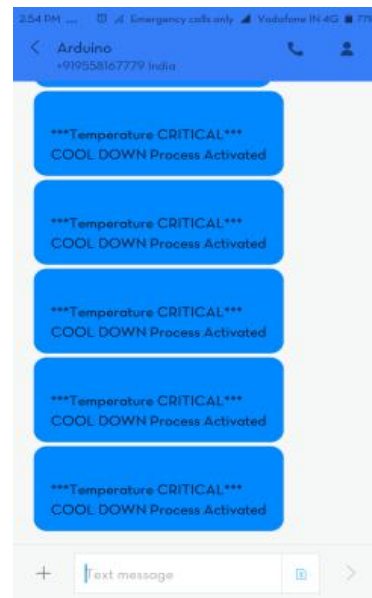 2:54 PM ... Emergency calls only Vodafone IN 4G
Arduino
+919558167779 India
***Temperature CRITICAL***
COOL DOWN Process Activated
***Temperature CRITICAL***
COOL DOWN Process Activated
***Temperature CRITICAL***
COOL DOWN Process Activated
***Temperature CRITICAL***
COOL DOWN Process Activated
***Temperature CRITICAL***
COOL DOWN Process Activated
+ Text message